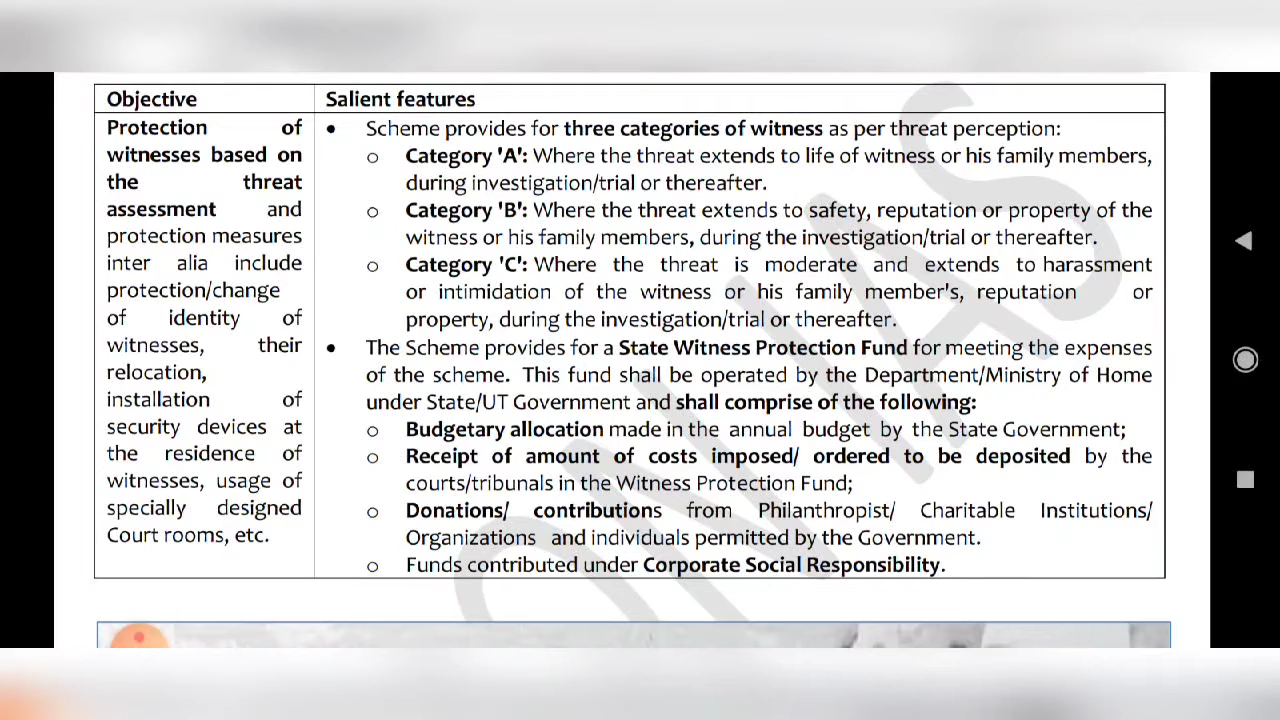 Objective
Salient features
Protection of
witnesses based on
the threat
assessment and
protection measures
inter alia include
protection/change
of identity of
witnesses, their
relocation,
installation of
security devices at
the residence of
witnesses, usage of
specially designed
Court rooms, etc.
• Scheme provides for three categories of witness as per threat perception:
o Category 'A': Where the threat extends to life of witness or his family members,
during investigation/trial or thereafter.
o Category 'B': Where the threat extends to safety, reputation or property of the
witness or his family members, during the investigation/trial or thereafter.
o Category 'C': Where the threat is moderate and extends to harassment
or intimidation of the witness or his family member's, reputation or
property, during the investigation/trial or thereafter.
• The Scheme provides for a State Witness Protection Fund for meeting the expenses
of the scheme. This fund shall be operated by the Department/Ministry of Home
under State/UT Government and shall comprise of the following:
o Budgetary allocation made in the annual budget by the State Government;
o Receipt of amount of costs imposed/ ordered to be deposited by the
courts/tribunals in the Witness Protection Fund;
o Donations/ contributions from Philanthropist/ Charitable Institutions/
Organizations and individuals permitted by the Government.
o Funds contributed under Corporate Social Responsibility.
ON IAS